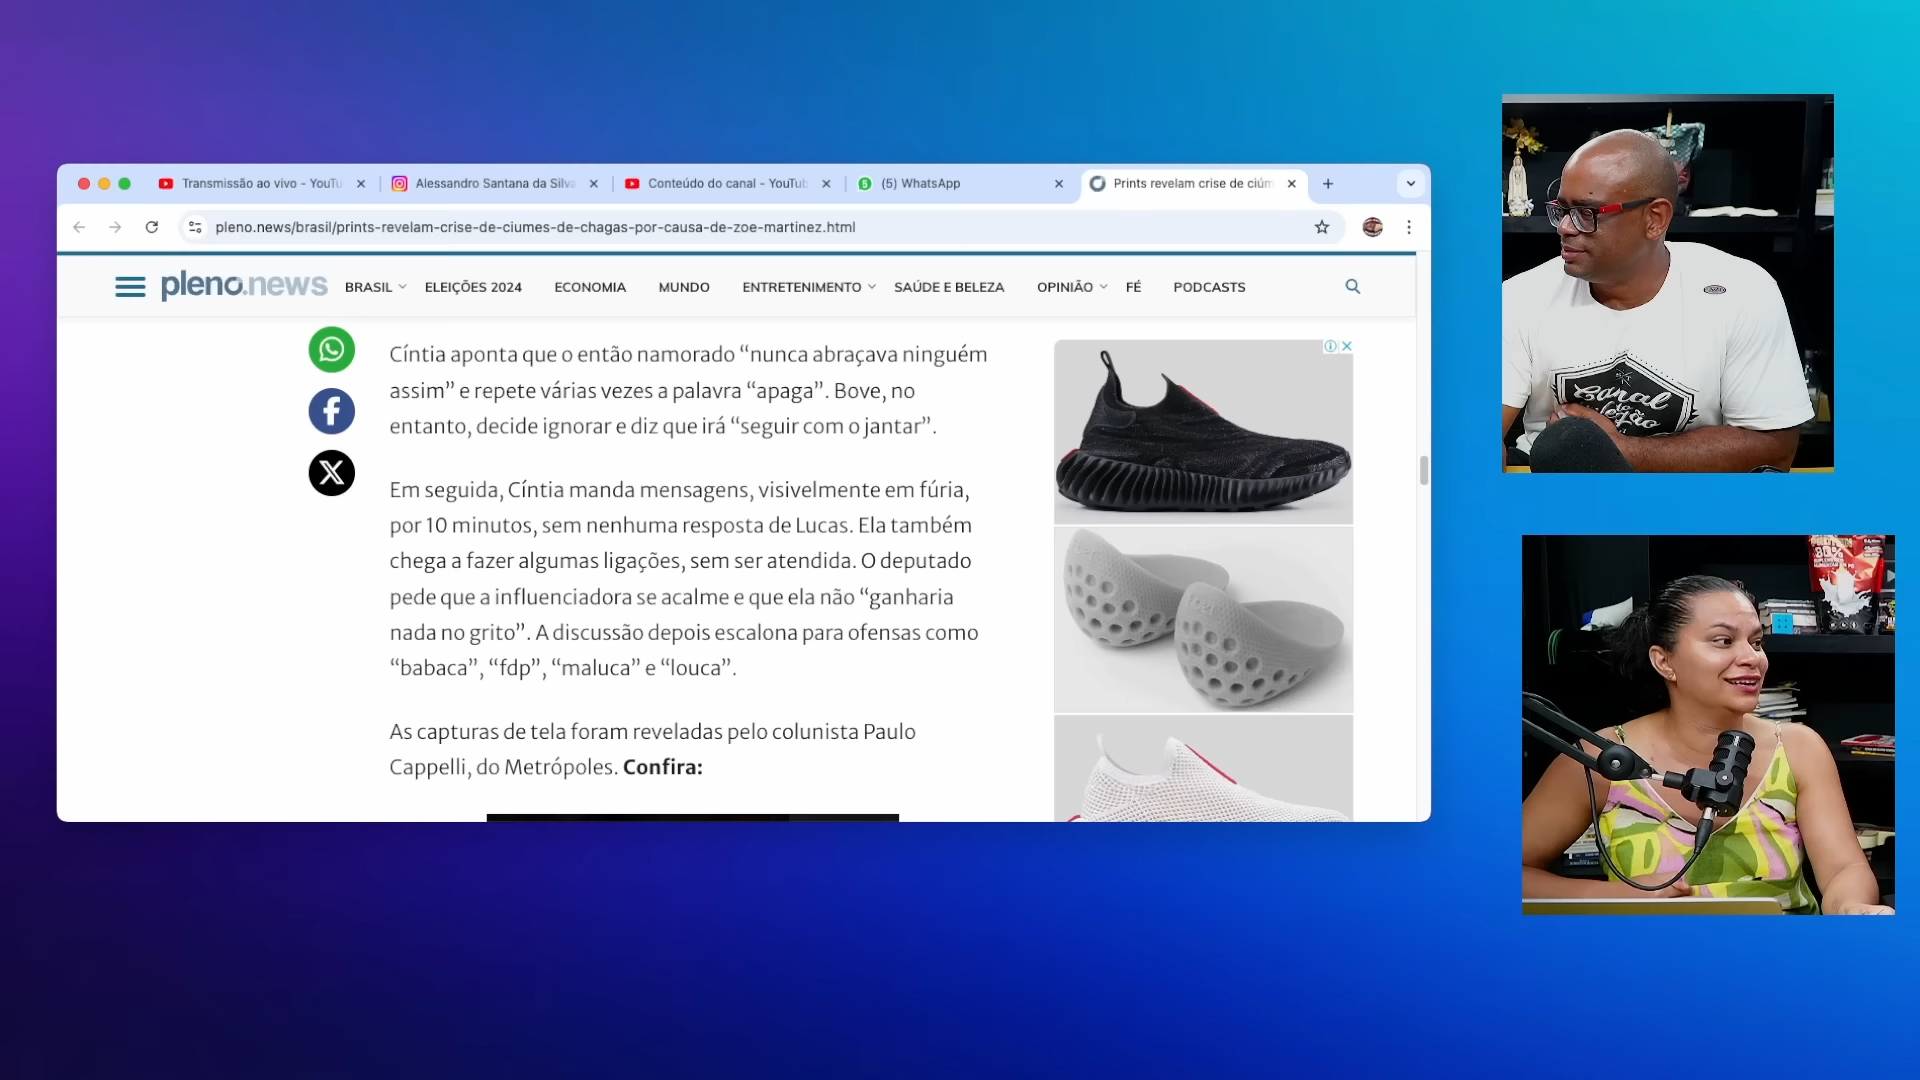 Transmissão ao vivo - YouTu
Alessandro Santana da Silva
Conteúdo do canal - YouTub
(5) WhatsApp
Prints revelam crise de ciúm
pleno.news/brasil/prints-revelam-crise-de-ciumes-de-chagas-por-causa-de-zoe-martinez.html
pleno.news
BRASIL
ELEIÇÕES 2024
ECONOMIA
MUNDO
ENTRETENIMENTO
SAÚDE E BELEZA
OPINIÃO
FÉ
PODCASTS
Cíntia aponta que o então namorado “nunca abraçava ninguém
assim” e repete várias vezes a palavra “apaga”. Bove, no
entanto, decide ignorar e diz que irá “seguir com o jantar”.
Em seguida, Cíntia manda mensagens, visivelmente em fúria,
por 10 minutos, sem nenhuma resposta de Lucas. Ela também
chega a fazer algumas ligações, sem ser atendida. O deputado
pede que a influenciadora se acalme e que ela não “ganharia
nada no grito”. A discussão depois escalona para ofensas como
“babaca”, “fdp”, “maluca” e “louca”.
As capturas de tela foram reveladas pelo colunista Paulo
Cappelli, do Metrópoles. Confira:
Canal
80%